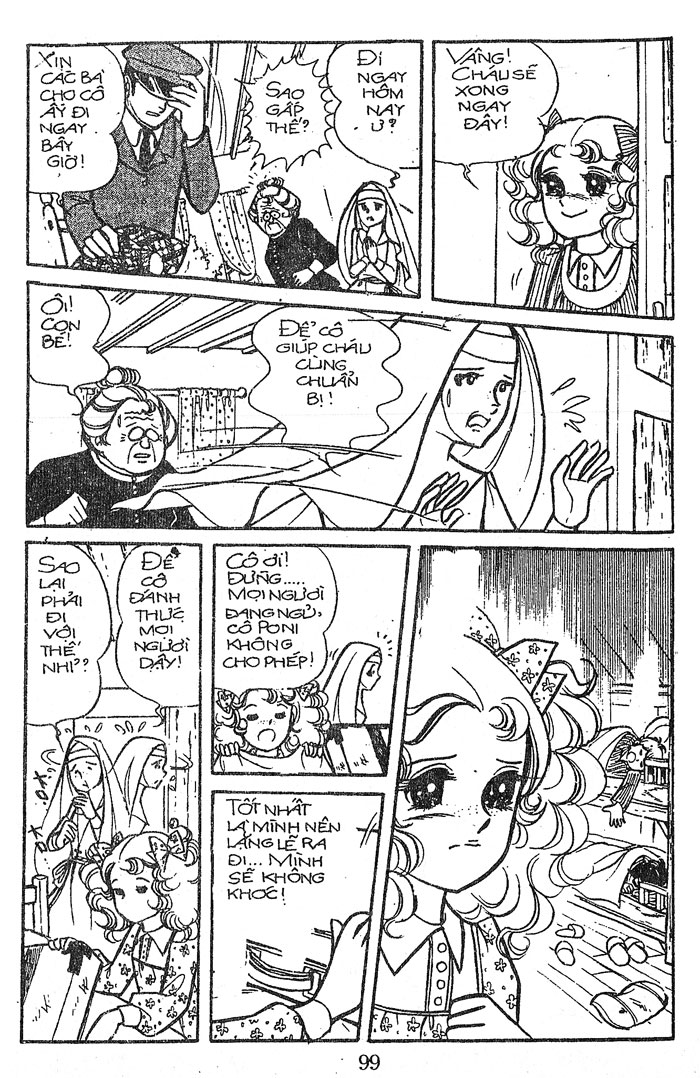 XIN
CÁC BÀ
CHO CÔ
ẤY ĐI
NGAY
BÂY
GIỜ!
SAO
GẤP
THẾ?
ĐI
NGAY
HÔM
NAY
Ư?
VÂNG!
CHÁU SẼ
XONG
NGAY
ĐÂY!
ÔI!
CON
BÉ!
ĐỂ CÔ
GIÚP CHÁU
CÙNG
CHUẨN
BỊ!
SAO
LẠI
PHẢI
ĐI
VỚI
THẾ
NHỈ??
ĐỂ
CÔ
ĐÁNH
THỨC
MỌI
NGƯỜI
DẬY!
CÔ ƠI!
ĐỪNG.....
MỌI NGƯỜI
ĐANG NGỦ,
CÔ PONI
KHÔNG
CHO PHÉP!
TỐT NHẤT
LÀ MÌNH NÊN
LẶNG LẼ RA
ĐI... MÌNH
SẼ KHÔNG
KHÓC!
99